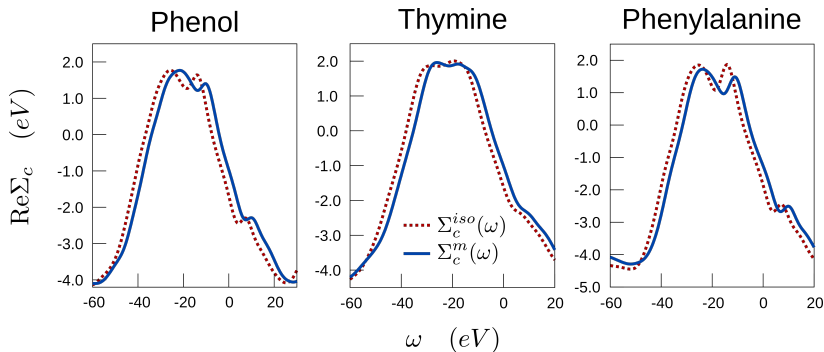 Phenol Thymine Phenylalanine
2.0 1.0 0.0 1.0 -2.0 -3.0 -4.0
2.0 1.0 0.0 1.0 -2.0 -3.0 -4.0
2.0 1.0 0.0 -1.0 -2.0 -3.0 -4.0 -5.0
ReΣc (eV)
Σc^iso(ω)
Σc^m(ω)
-60 -40 -20 0 20
-60 -40 -20 0 20
-60 -40 -20 0 20
ω (eV)